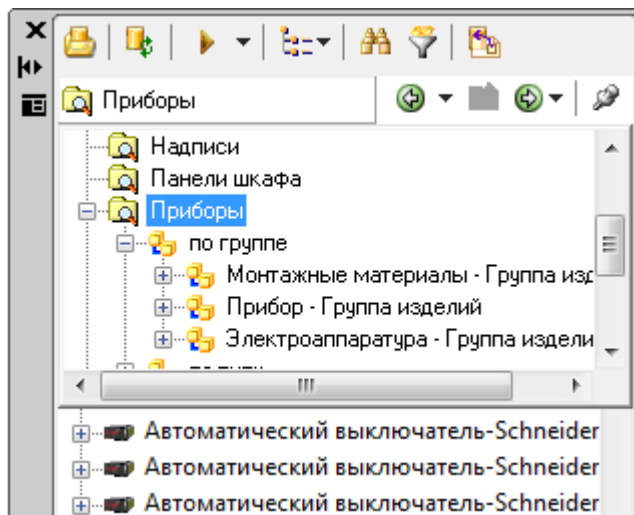 Приборы
Надписи
Панели шкафа
Приборы
по группе
Монтажные материалы - Группа изд
Прибор - Группа изделий
Электроаппаратура - Группа издели
Автоматический выключатель-Schneider
Автоматический выключатель-Schneider
Автоматический выключатель-Schneider